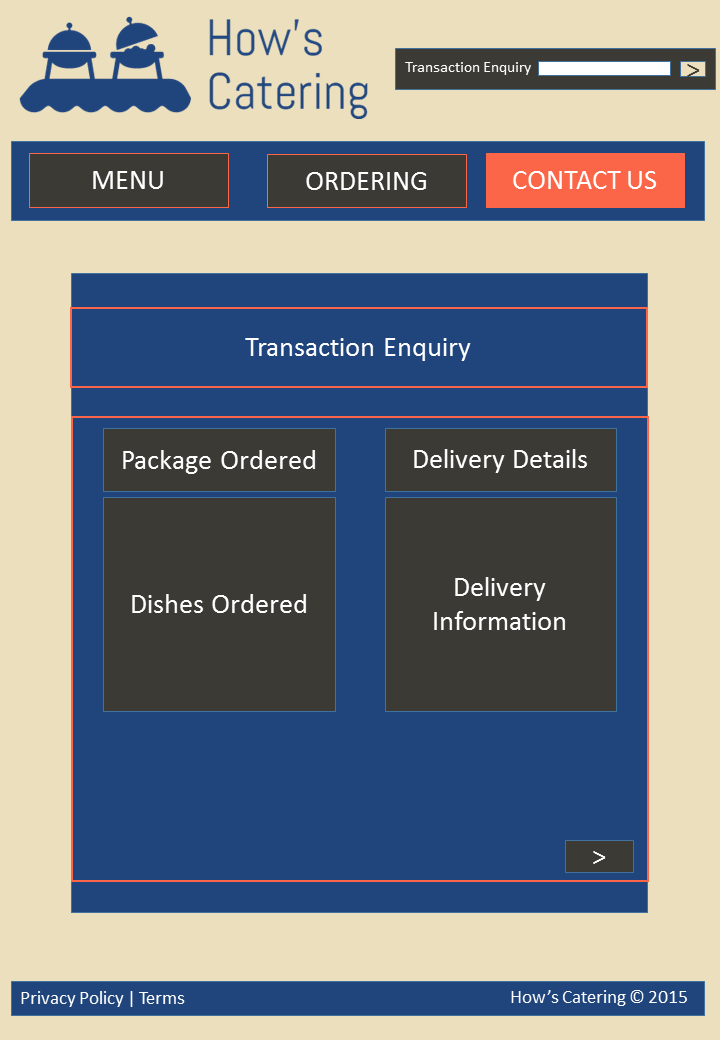 How's
Catering
Transaction Enquiry
>
MENU
ORDERING
CONTACT US
Transaction Enquiry
Package Ordered
Delivery Details
Dishes Ordered
Delivery
Information
>
Privacy Policy | Terms
How’s Catering © 2015